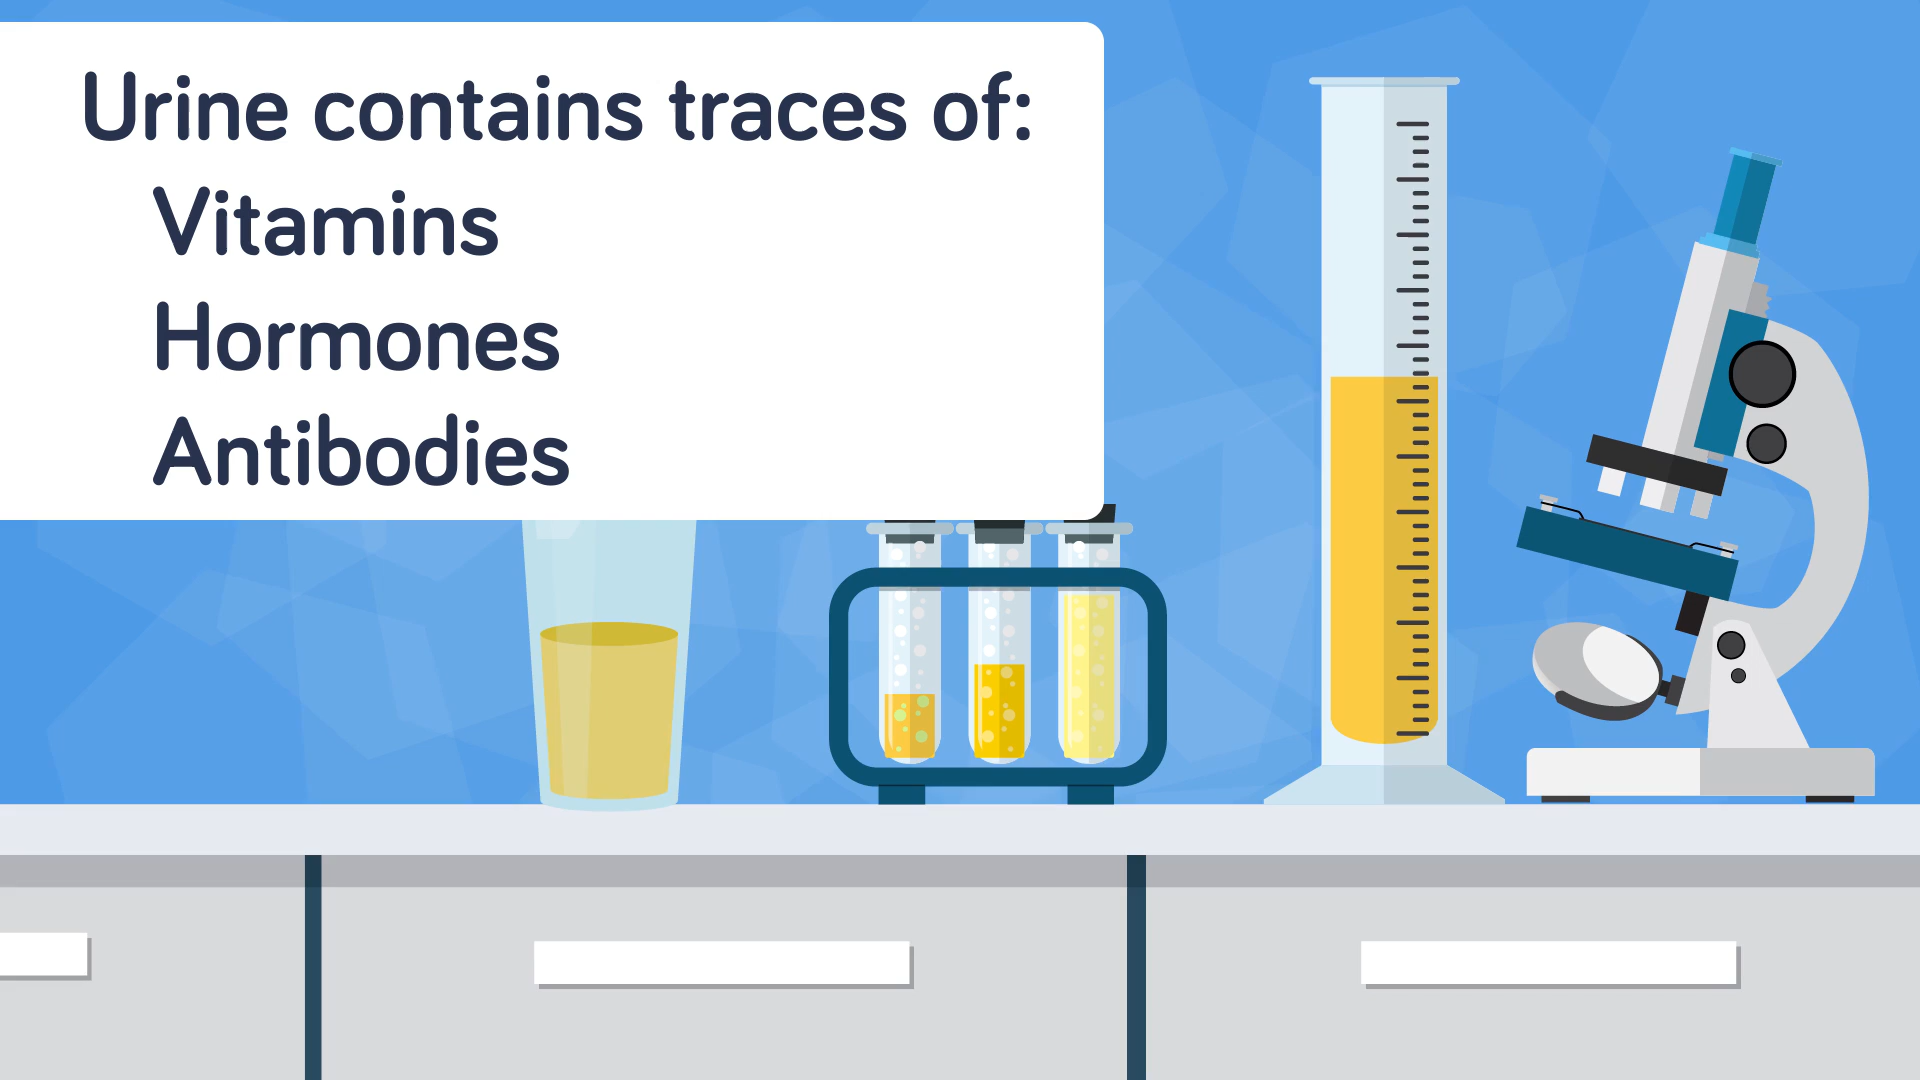 Urine contains traces of:
Vitamins
Hormones
Antibodies